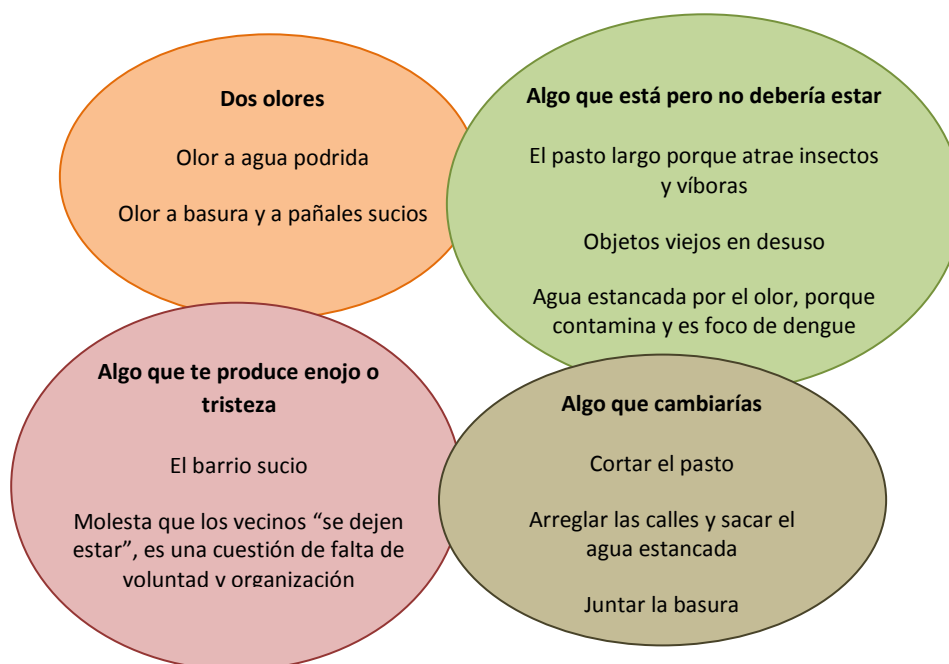 Dos olores
Olor a agua podrida
Olor a basura y a pañales sucios
Algo que está pero no debería estar
El pasto largo porque atrae insectos
y víboras
Objetos viejos en desuso
Agua estancada por el olor, porque
contamina y es foco de dengue
Algo que te produce enojo o
tristeza
El barrio sucio
Molesta que los vecinos “se dejen
estar”, es una cuestión de falta de
voluntad y organización
Algo que cambiarías
Cortar el pasto
Arreglar las calles y sacar el
agua estancada
Juntar la basura